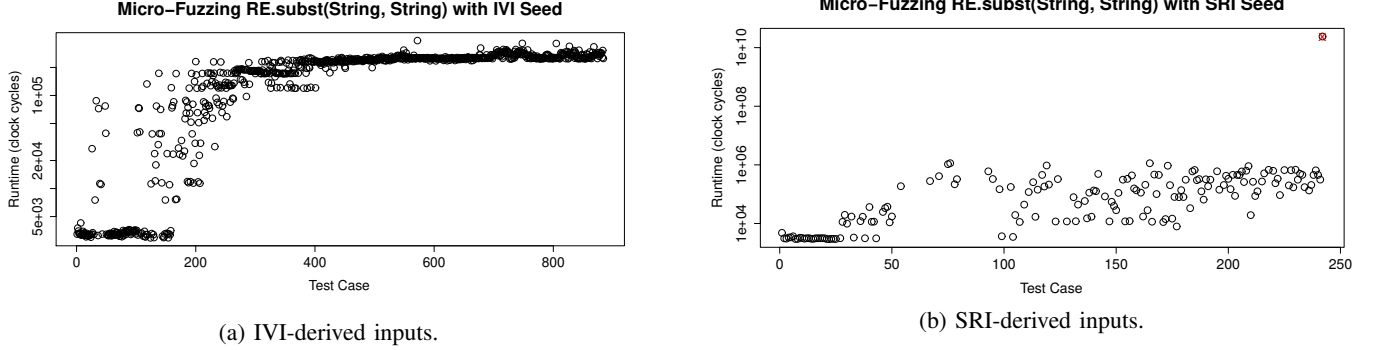 Micro−Fuzzing RE.subst(String, String) with IVI Seed
Runtime (clock cycles)
1e+05
2e+04
5e+03
0
200
400
600
800
Test Case
(a) IVI-derived inputs.
Micro−Fuzzing RE.subst(String, String) with SRI Seed
Runtime (clock cycles)
1e+10
1e+08
1e+06
1e+04
0
50
100
150
200
250
Test Case
(b) SRI-derived inputs.